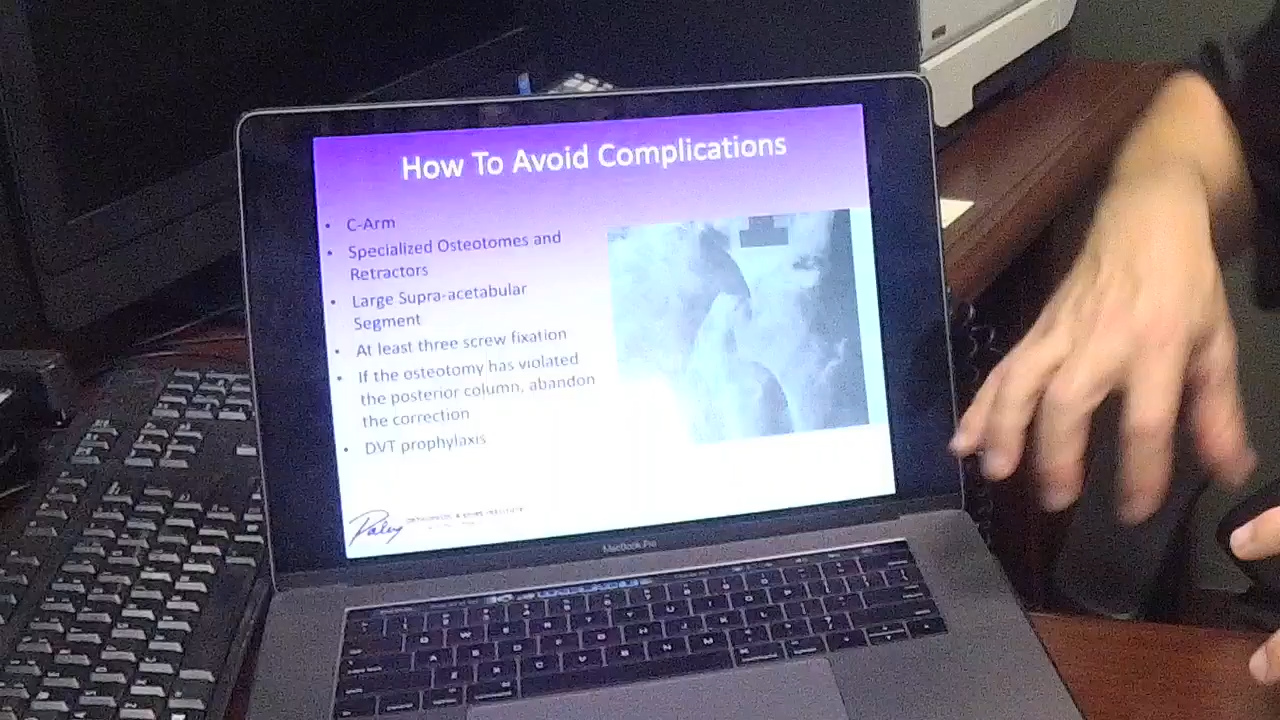 How To Avoid Complications
• C-Arm
• Specialized Osteotomes and
Retractors
• Large Supra-acetabular
Segment
• At least three screw fixation
• If the osteotomy has violated
the posterior column, abandon
the correction
• DVT prophylaxis
Paley
MacBook Pro